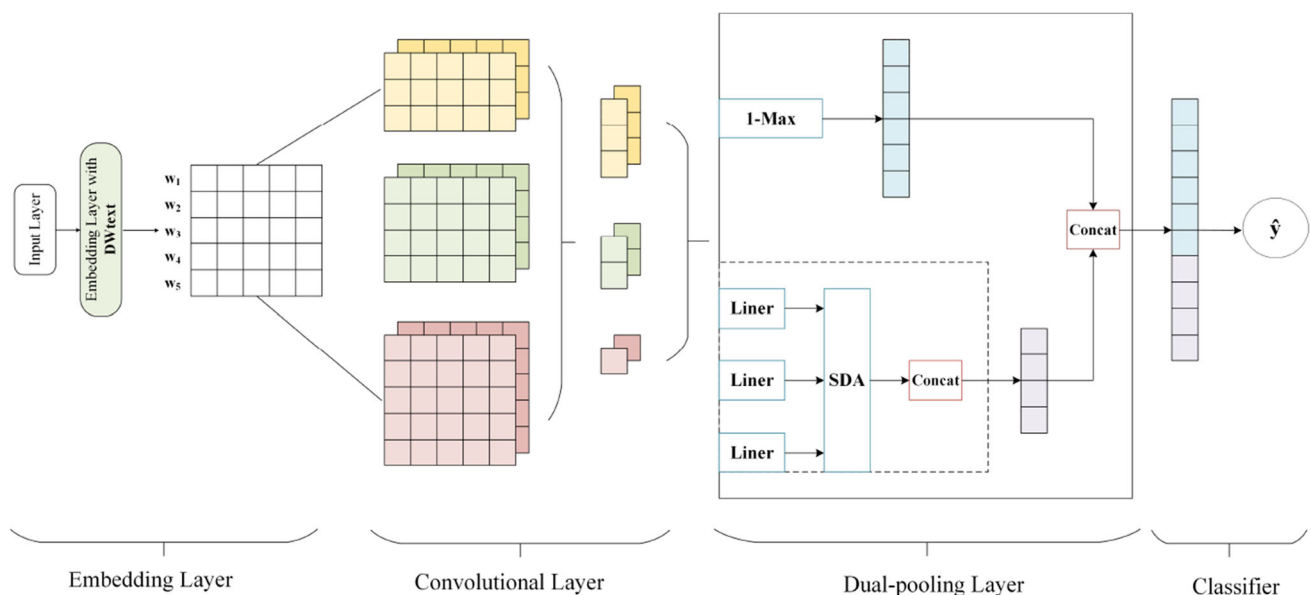 Input Layer
Embedding Layer with
DWtext
w1
w2
w3
w4
w5
1-Max
Liner
Liner
Liner
SDA
Concat
Concat
ŷ
Embedding Layer
Convolutional Layer
Dual-pooling Layer
Classifier